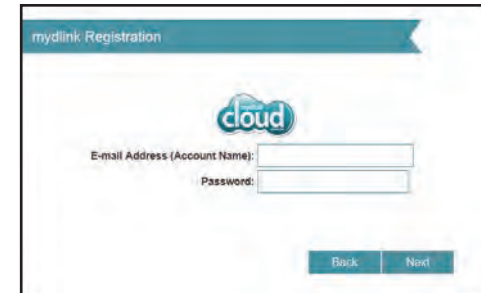 mydlink Registration
cloud
E-mail Address (Account Name):
Password:
Back Next